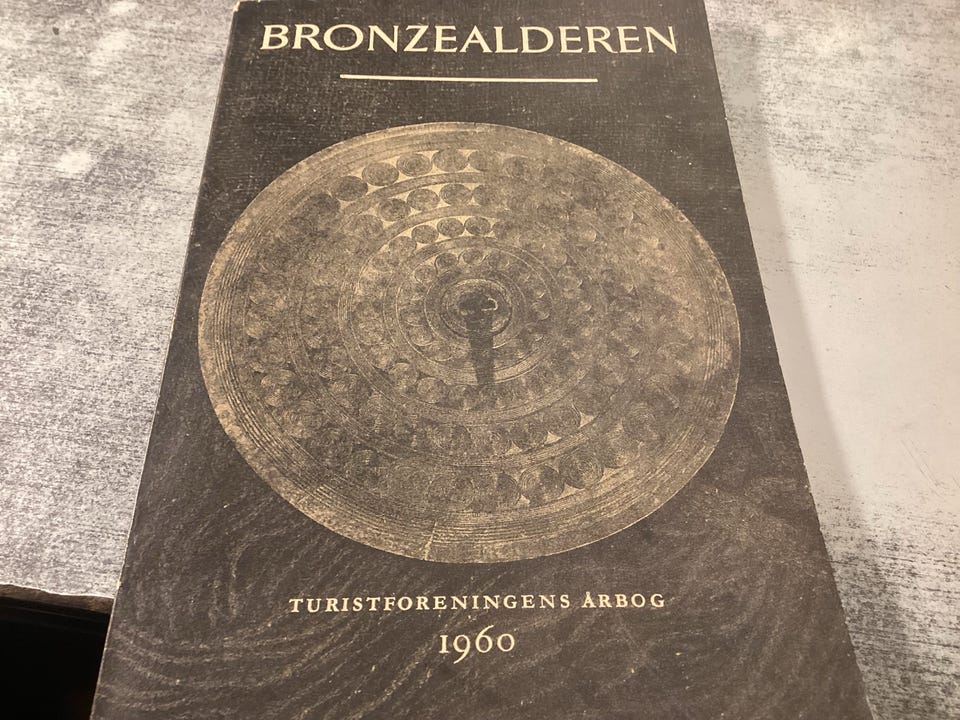 BRONZEALDEREN
TURISTFORENINGENS ÅRBOG
1960